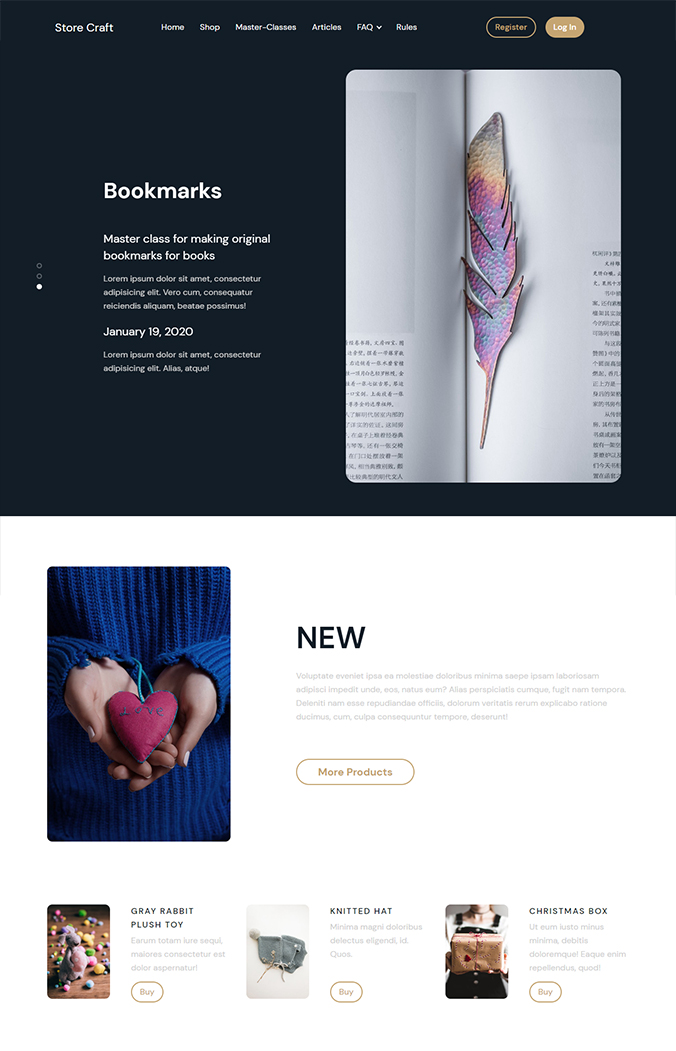 Store Craft
Home Shop Master-Classes Articles FAQ Rules
Register Log In
Bookmarks
Master class for making original
bookmarks for books
Lorem ipsum dolor sit amet, consectetur
adipisicing elit. Vero cum, consequatur
reiciendis aliquam, beatae possimus!
January 19, 2020
Lorem ipsum dolor sit amet, consectetur
adipisicing elit. Alias, atque!
Love
NEW
Voluptate eveniet ipsa ea molestiae doloribus minima saepe ipsam laboriosam
adipisci impedit unde, eos, natus eum? Alias perspiciatis cumque, fugit nam tempora.
Deleniti nam esse repudiandae officiis, dolorum veritatis rerum explicabo ratione
ducimus, cum, culpa consequuntur tempore, deserunt!
More Products
GRAY RABBIT
PLUSH TOY
Earum totam iure sequi,
maiores consectetur est
dolor aspernatur!
Buy
KNITTED HAT
Minima magni doloribus
delectus eligendi, id.
Quos.
Buy
CHRISTMAS BOX
Ut eum iusto minus
minima, debitis
doloremque! Eaque enim
repellendus, quod!
Buy